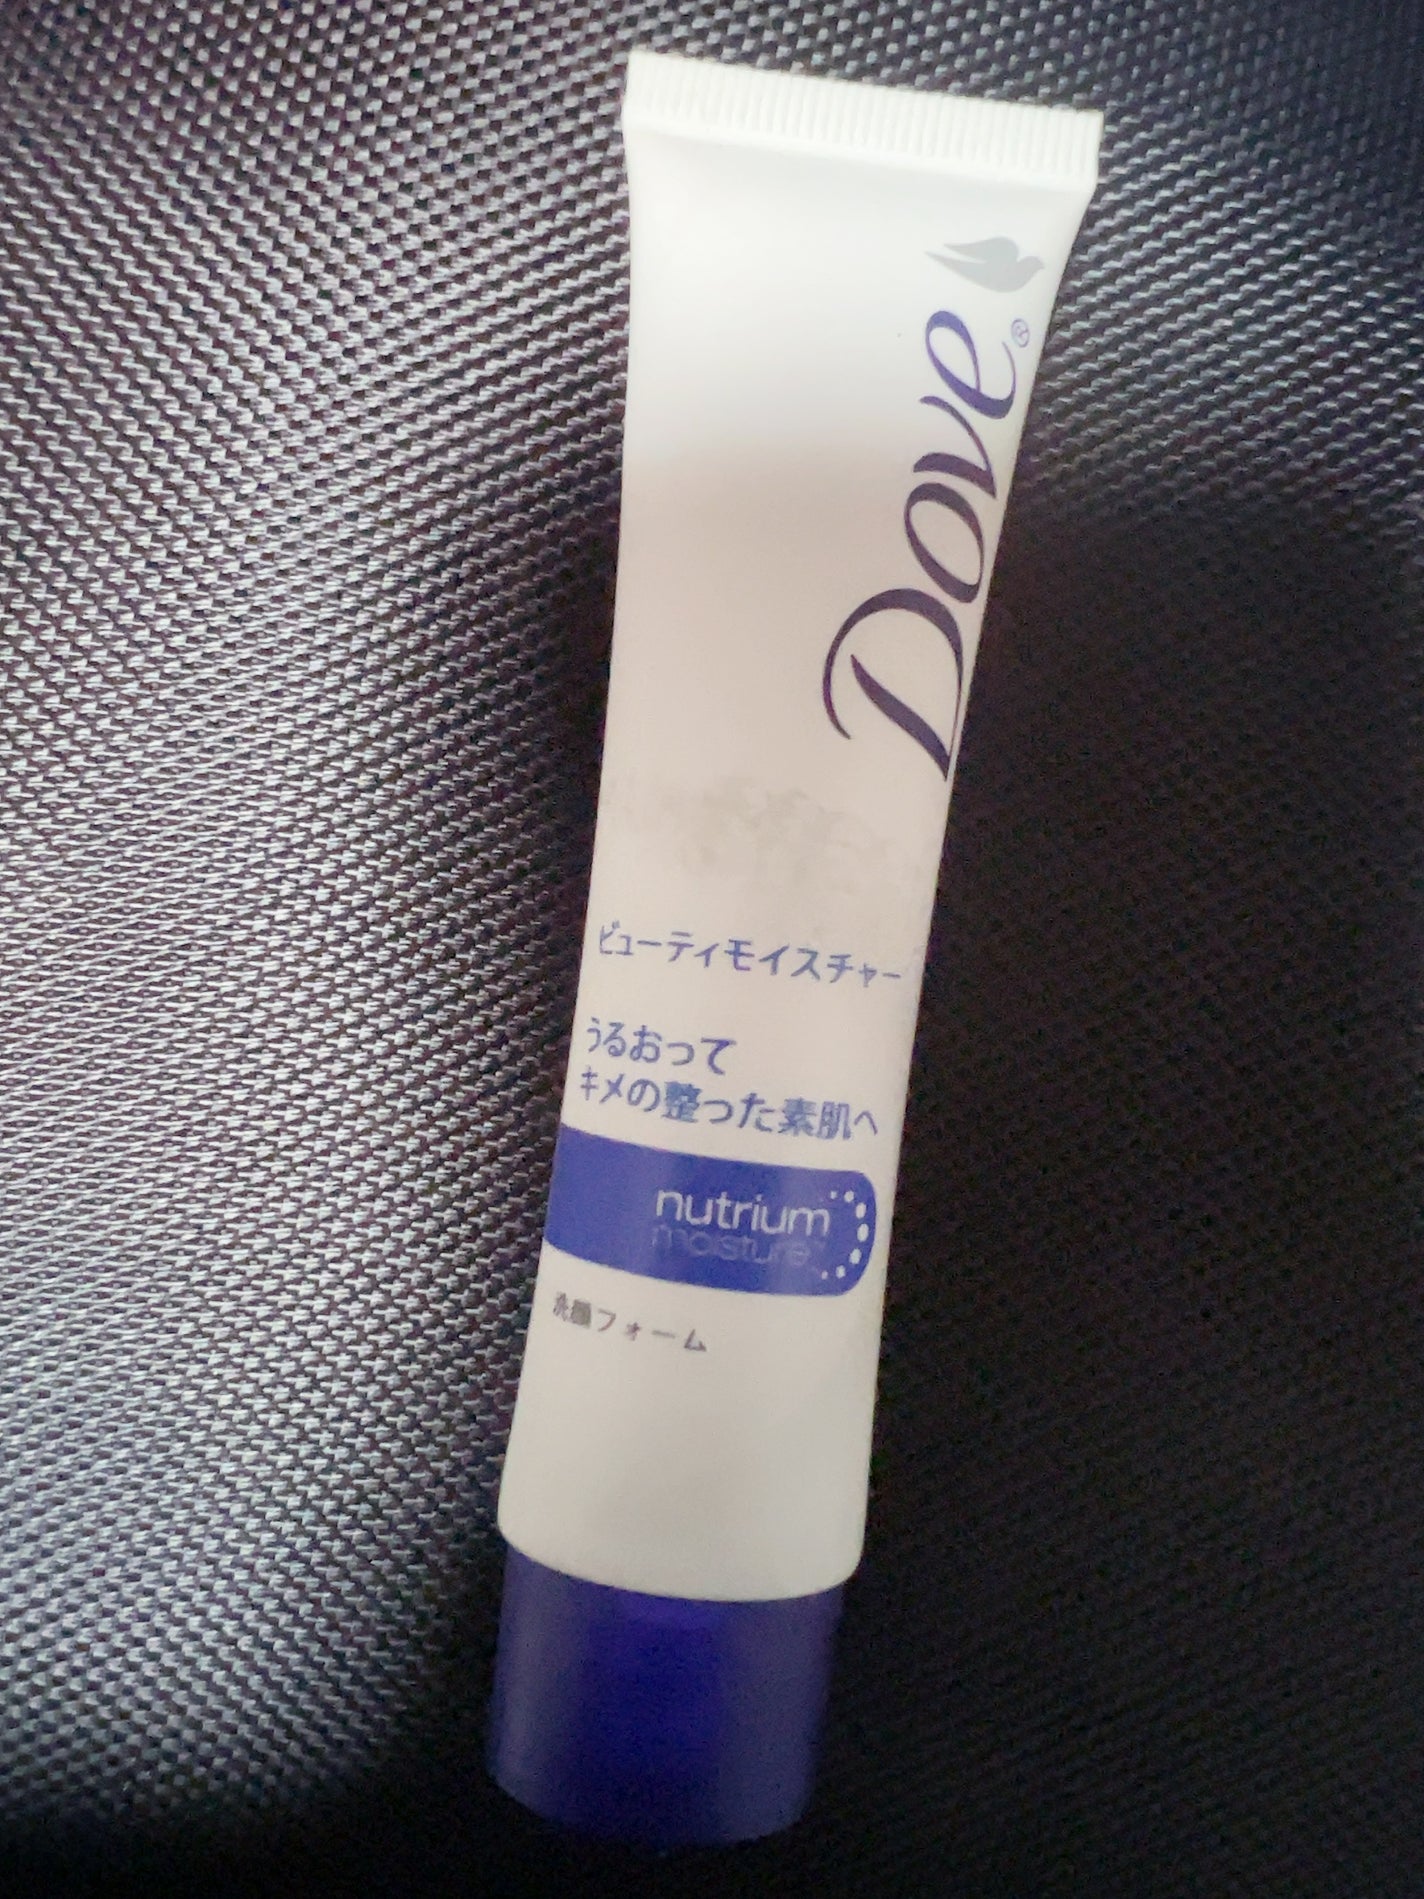 Dove®
ビューティモイスチャー
うるおって
キメの整った素肌へ
nutrium
moisture
洗顔フォーム